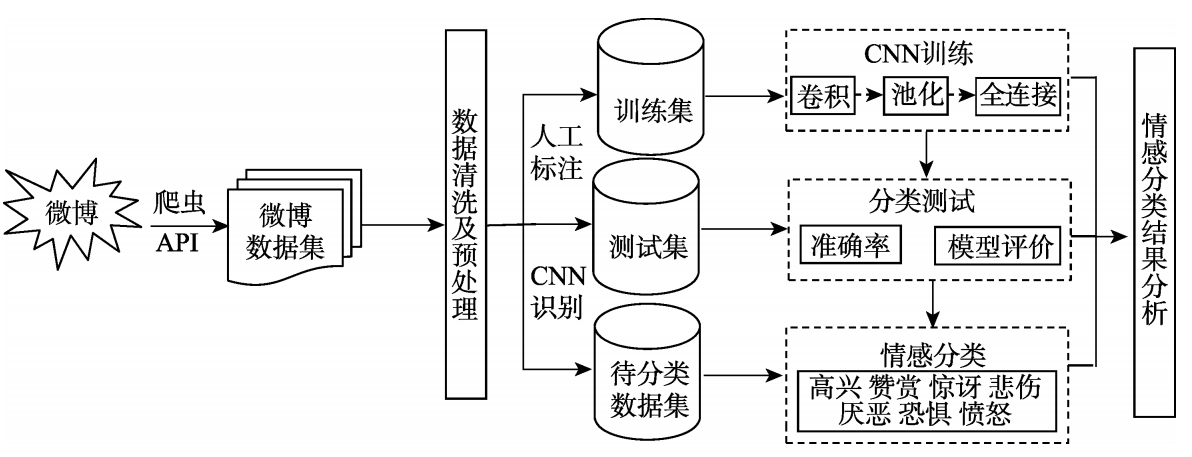 微博
爬虫
API
微博
数据集
数据清洗及预处理
人工
标注
CNN
识别
训练集
测试集
待分类
数据集
CNN训练
卷积
池化
全连接
分类测试
准确率
模型评价
情感分类
高兴 赞赏 惊讶 悲伤
厌恶 恐惧 愤怒
情感分类结果分析